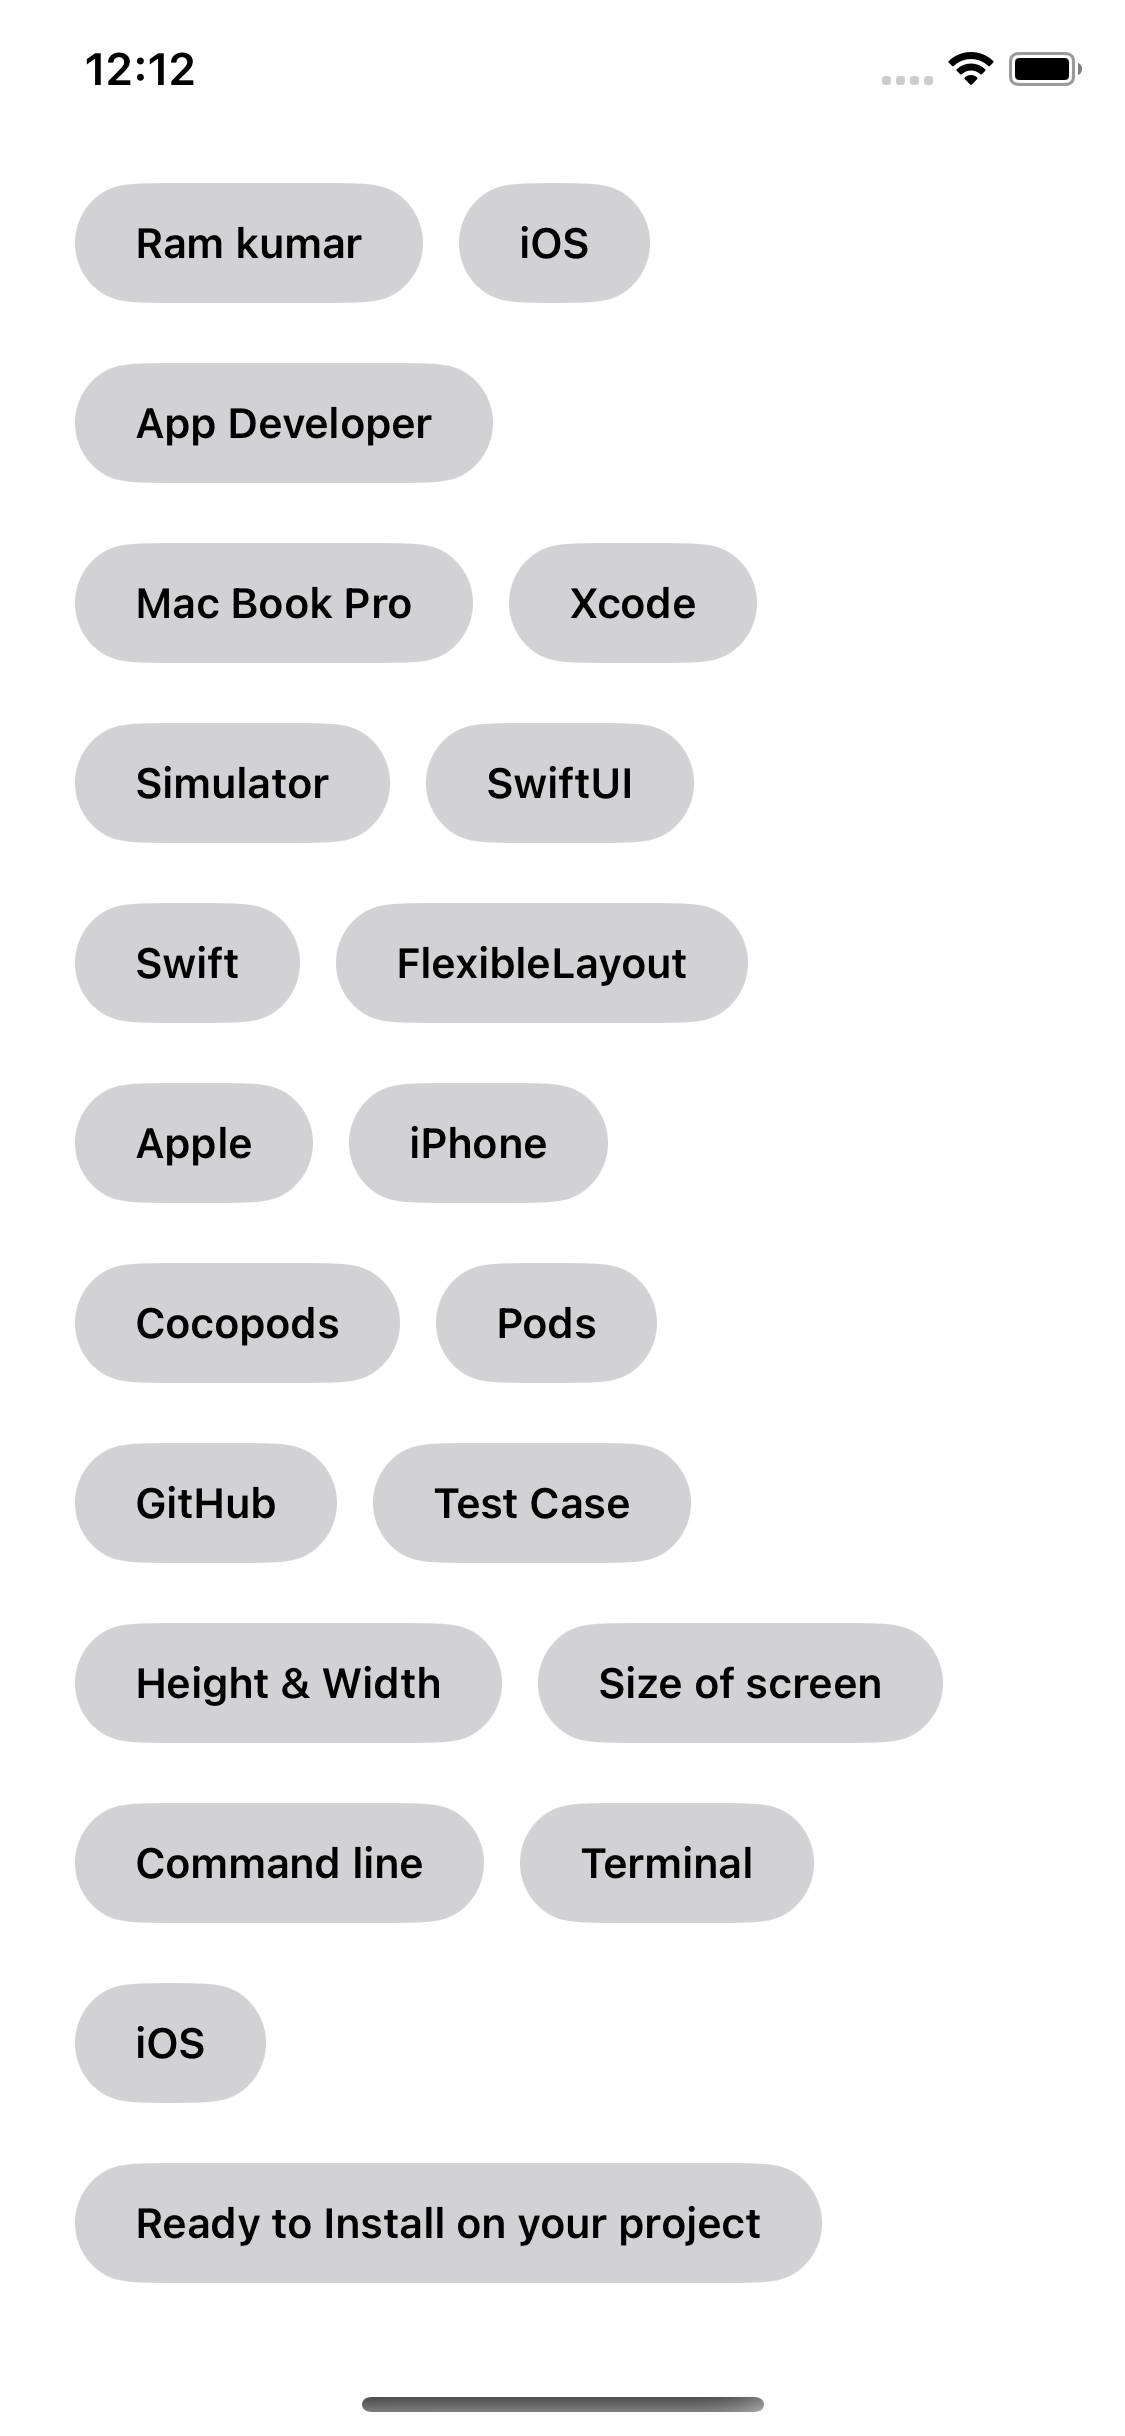 12:12
Ram kumar iOS
App Developer
Mac Book Pro Xcode
Simulator SwiftUI
Swift FlexibleLayout
Apple iPhone
Cocopods Pods
GitHub Test Case
Height & Width Size of screen
Command line Terminal
iOS
Ready to Install on your project